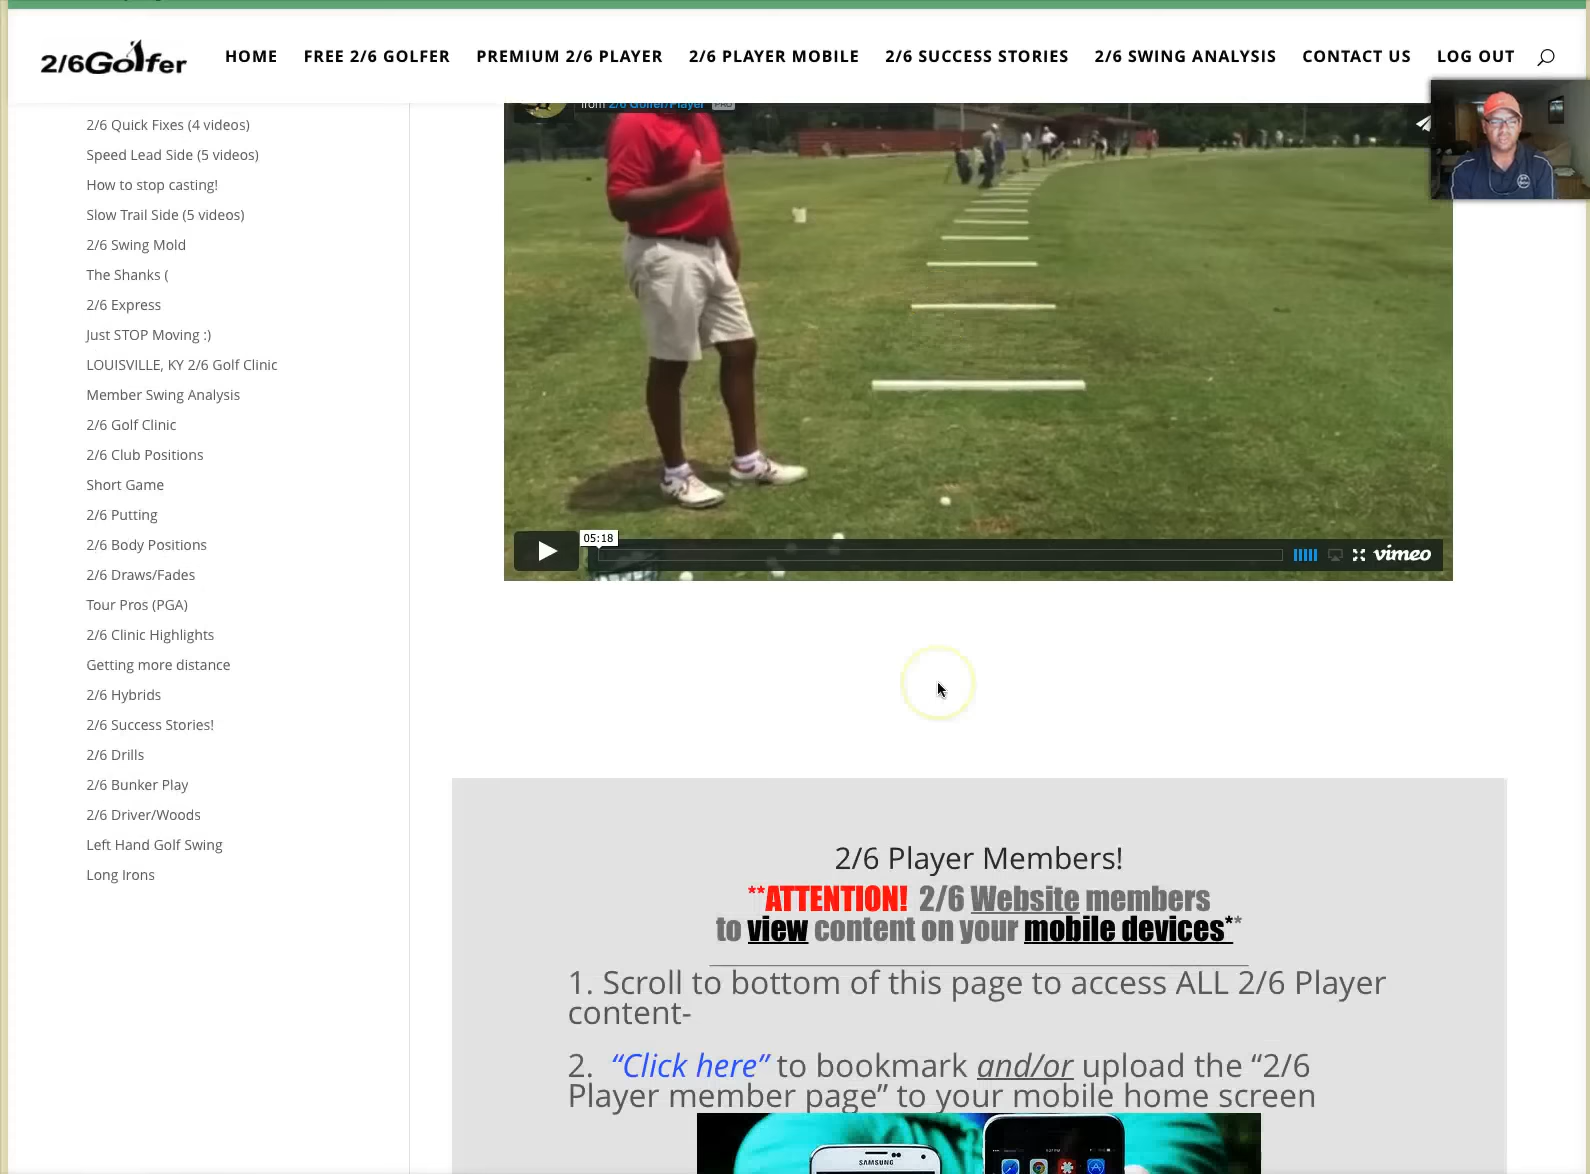 2/6Golfer
HOME FREE 2/6 GOLFER PREMIUM 2/6 PLAYER 2/6 PLAYER MOBILE 2/6 SUCCESS STORIES 2/6 SWING ANALYSIS CONTACT US LOG OUT
from 2/6 Golfer/Player PRO
2/6 Quick Fixes (4 videos)
Speed Lead Side (5 videos)
How to stop casting!
Slow Trail Side (5 videos)
2/6 Swing Mold
The Shanks (
2/6 Express
Just STOP Moving :)
LOUISVILLE, KY 2/6 Golf Clinic
Member Swing Analysis
2/6 Golf Clinic
2/6 Club Positions
Short Game
2/6 Putting
2/6 Body Positions
2/6 Draws/Fades
Tour Pros (PGA)
2/6 Clinic Highlights
Getting more distance
2/6 Hybrids
2/6 Success Stories!
2/6 Drills
2/6 Bunker Play
2/6 Driver/Woods
Left Hand Golf Swing
Long Irons
05:18
vimeo
2/6 Player Members!
**ATTENTION! 2/6 Website members
to view content on your mobile devices**
1. Scroll to bottom of this page to access ALL 2/6 Player
content-
2. “Click here” to bookmark and/or upload the “2/6
Player member page” to your mobile home screen
SAMSUNG